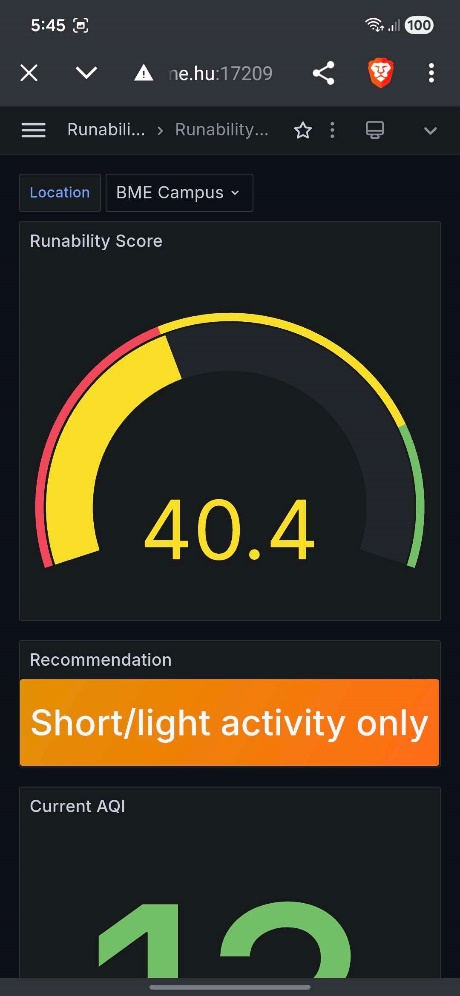 5:45
100
ne.hu:17209
Runabili... › Runability...
Location
BME Campus
Runability Score
40.4
Recommendation
Short/light activity only
Current AQI